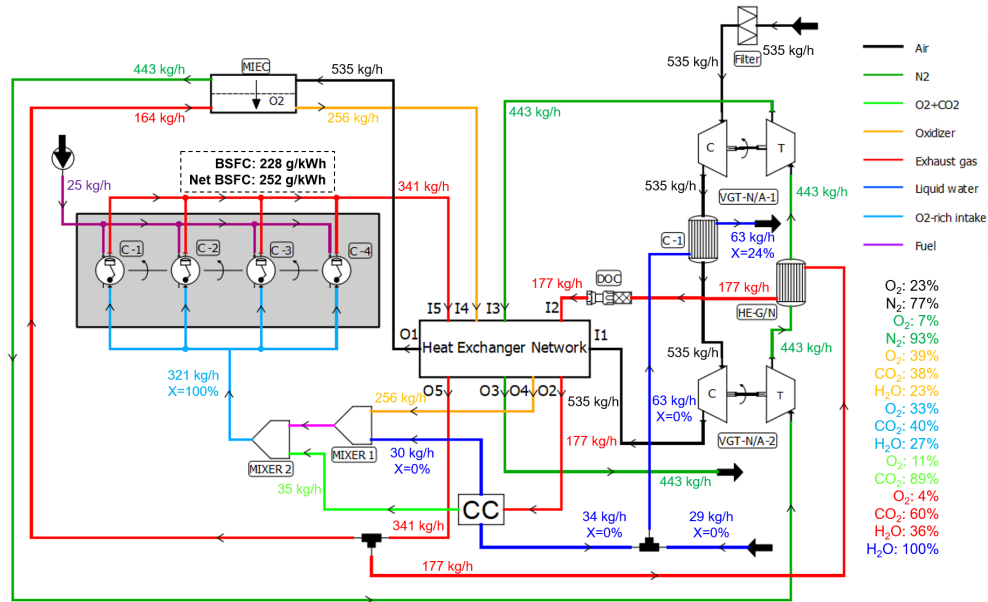 443 kg/h
MIEC
535 kg/h
O2
164 kg/h
256 kg/h
25 kg/h
BSFC: 228 g/kWh
Net BSFC: 252 g/kWh
341 kg/h
C -1
C -2
C -3
C -4
321 kg/h
X=100%
MIXER 2
MIXER 1
256 kg/h
30 kg/h
X=0%
35 kg/h
341 kg/h
177 kg/h
I5
I4
I3
I2
O1
Heat Exchanger Network
I1
O5
O3
O4
O2
535 kg/h
177 kg/h
CC
443 kg/h
34 kg/h
X=0%
29 kg/h
X=0%
63 kg/h
X=0%
535 kg/h
Filter
535 kg/h
443 kg/h
C
T
535 kg/h
VGT-N/A-1
443 kg/h
C -1
63 kg/h
X=24%
DOC
177 kg/h
177 kg/h
HE-G/N
535 kg/h
443 kg/h
C
T
VGT-N/A-2
Air
N2
O2+CO2
Oxidizer
Exhaust gas
Liquid water
O2-rich intake
Fuel
O2: 23%
N2: 77%
O2: 7%
N2: 93%
O2: 39%
CO2: 38%
H2O: 23%
O2: 33%
CO2: 40%
H2O: 27%
O2: 11%
CO2: 89%
O2: 4%
CO2: 60%
H2O: 36%
H2O: 100%